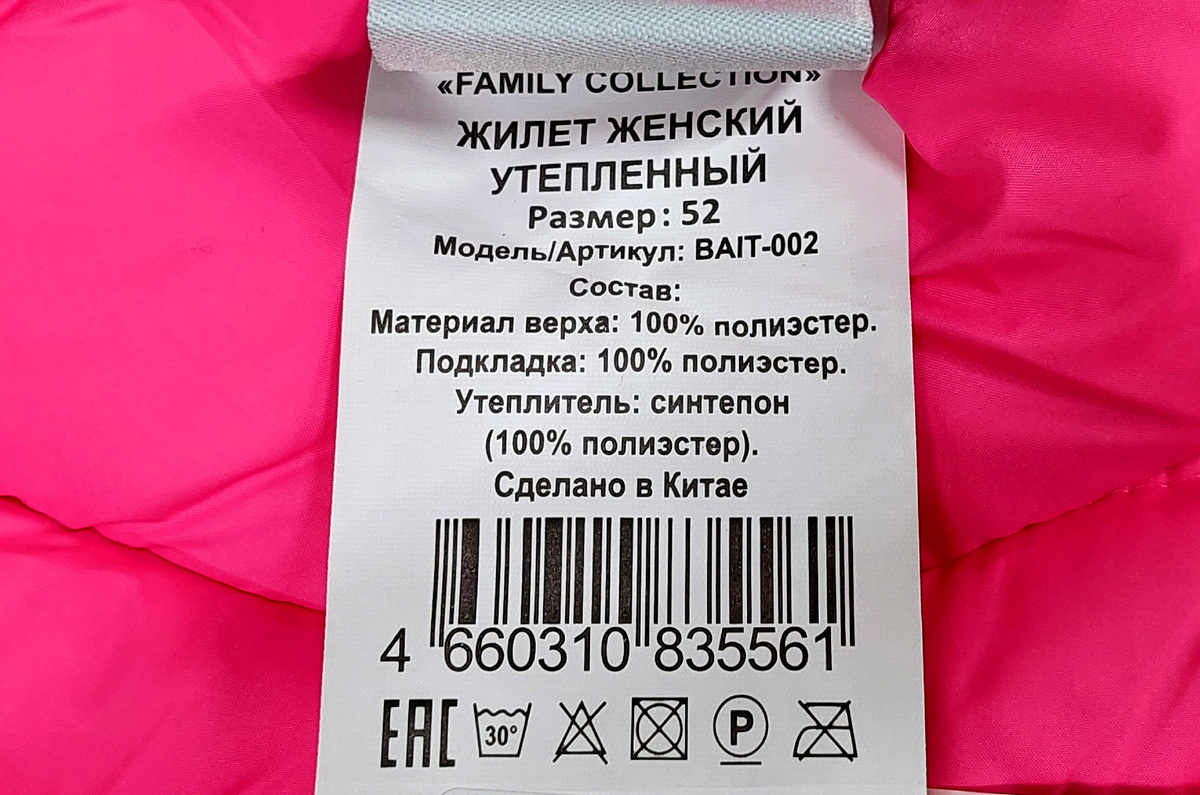 «FAMILY COLLECTION»
ЖИЛЕТ ЖЕНСКИЙ
УТЕПЛЕННЫЙ
Размер: 52
Модель/Артикул: BAIT-002
Состав:
Материал верха: 100% полиэстер.
Подкладка: 100% полиэстер.
Утеплитель: синтепон
(100% полиэстер).
Сделано в Китае
4 660310 835561
EAC 30° P